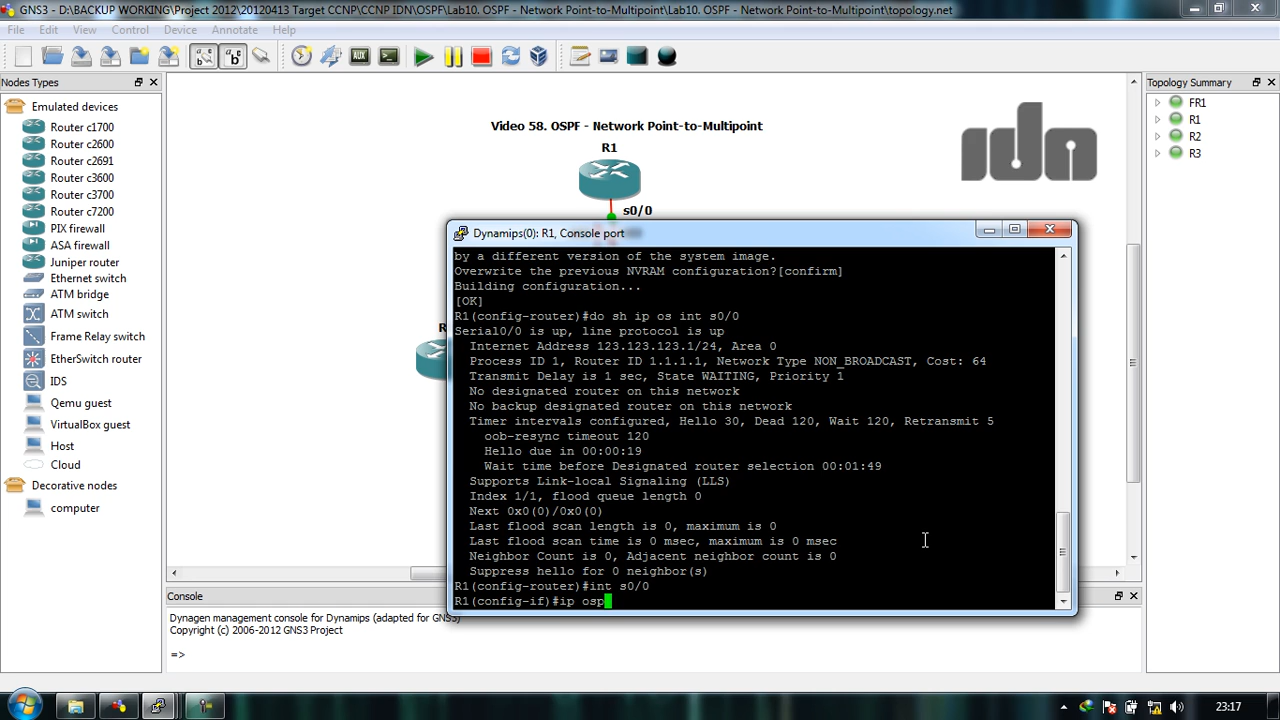 GNS3 - D:\BACKUP WORKING\Project 2012\20120413 Target CCNP\CCNP IDN\OSPF\Lab10. OSPF - Network Point-to-Multipoint\Lab10. OSPF - Network Point-to-Multipoint\topology.net
File Edit View Control Device Annotate Help
Nodes Types
Emulated devices
Router c1700
Router c2600
Router c2691
Router c3600
Router c3700
Router c7200
PIX firewall
ASA firewall
Juniper router
Ethernet switch
ATM bridge
ATM switch
Frame Relay switch
EtherSwitch router
IDS
Qemu guest
VirtualBox guest
Host
Cloud
Decorative nodes
computer
Video 58. OSPF - Network Point-to-Multipoint
R1
s0/0
idn
R
Dynamips(0): R1, Console port
by a different version of the system image.
Overwrite the previous NVRAM configuration?[confirm]
Building configuration...
[OK]
R1(config-router)#do sh ip os int s0/0
Serial0/0 is up, line protocol is up
Internet Address 123.123.123.1/24, Area 0
Process ID 1, Router ID 1.1.1.1, Network Type NON_BROADCAST, Cost: 64
Transmit Delay is 1 sec, State WAITING, Priority 1
No designated router on this network
No backup designated router on this network
Timer intervals configured, Hello 30, Dead 120, Wait 120, Retransmit 5
oob-resync timeout 120
Hello due in 00:00:19
Wait time before Designated router selection 00:01:49
Supports Link-local Signaling (LLS)
Index 1/1, flood queue length 0
Next 0x0(0)/0x0(0)
Last flood scan length is 0, maximum is 0
Last flood scan time is 0 msec, maximum is 0 msec
Neighbor Count is 0, Adjacent neighbor count is 0
Suppress hello for 0 neighbor(s)
R1(config-router)#int s0/0
R1(config-if)#ip osp
Topology Summary
FR1
R1
R2
R3
Console
Dynagen management console for Dynamips (adapted for GNS3)
Copyright (c) 2006-2012 GNS3 Project
=>
23:17